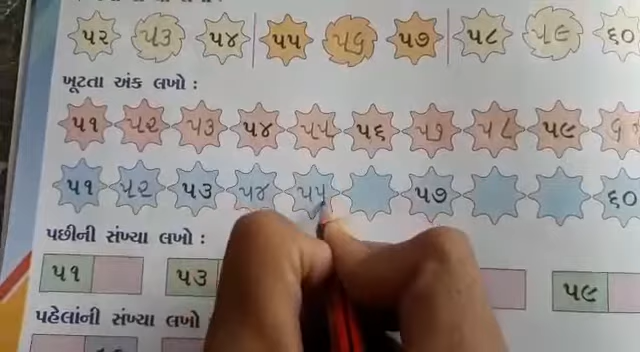 ૫૨ ૫૩ ૫૪ ૫૫ ૫૬ ૫૭ ૫૮ ૫૯ ૬૦
ખૂટતા અંક લખો :
૫૧ ૫૨ ૫૩ ૫૪ ૫૫ ૫૬ ૫૭ ૫૮ ૫૯
૫૧ ૫૨ ૫૩ ૫૪ ૫૫ ૫૭ ૬૦
પછીની સંખ્યા લખો :
૫૧ ૫૩ ૫૯
પહેલાંની સંખ્યા લખો